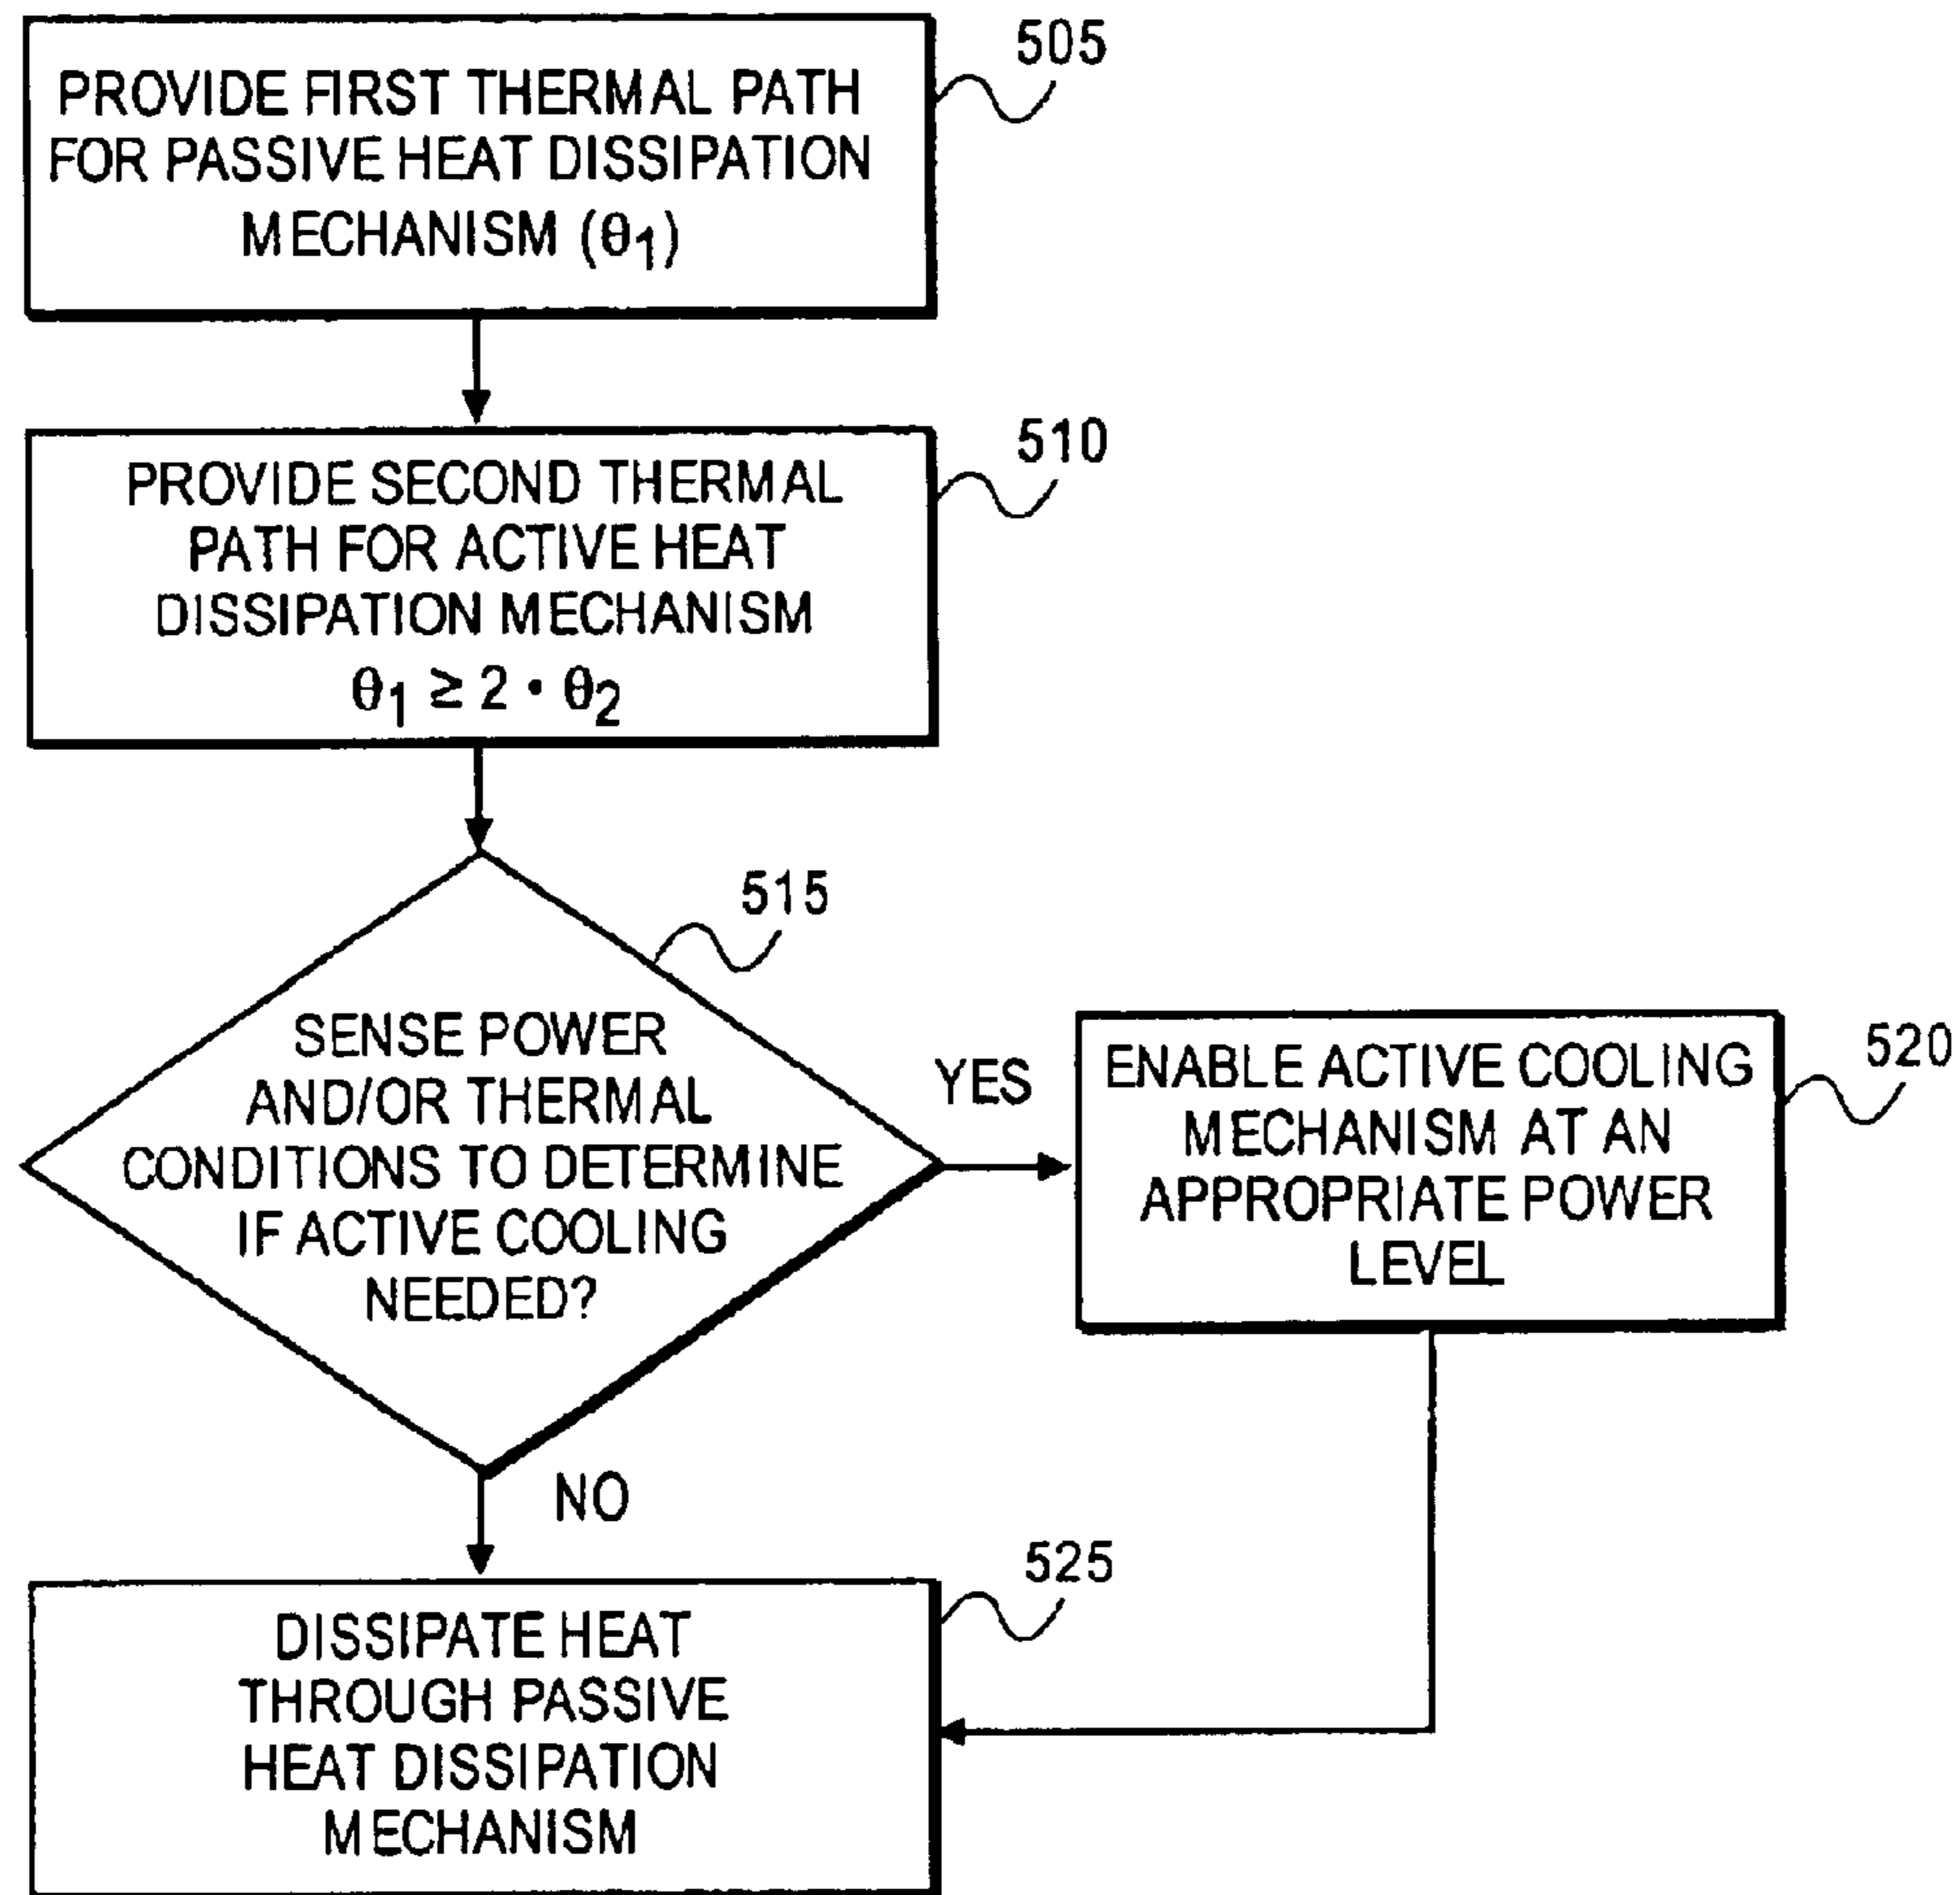 505
PROVIDE FIRST THERMAL PATH
FOR PASSIVE HEAT DISSIPATION
MECHANISM (θ1)
510
PROVIDE SECOND THERMAL
PATH FOR ACTIVE HEAT
DISSIPATION MECHANISM
θ1 ≥ 2 • θ2
515
SENSE POWER
AND/OR THERMAL
CONDITIONS TO DETERMINE
IF ACTIVE COOLING
NEEDED?
YES
520
ENABLE ACTIVE COOLING
MECHANISM AT AN
APPROPRIATE POWER
LEVEL
NO
525
DISSIPATE HEAT
THROUGH PASSIVE
HEAT DISSIPATION
MECHANISM